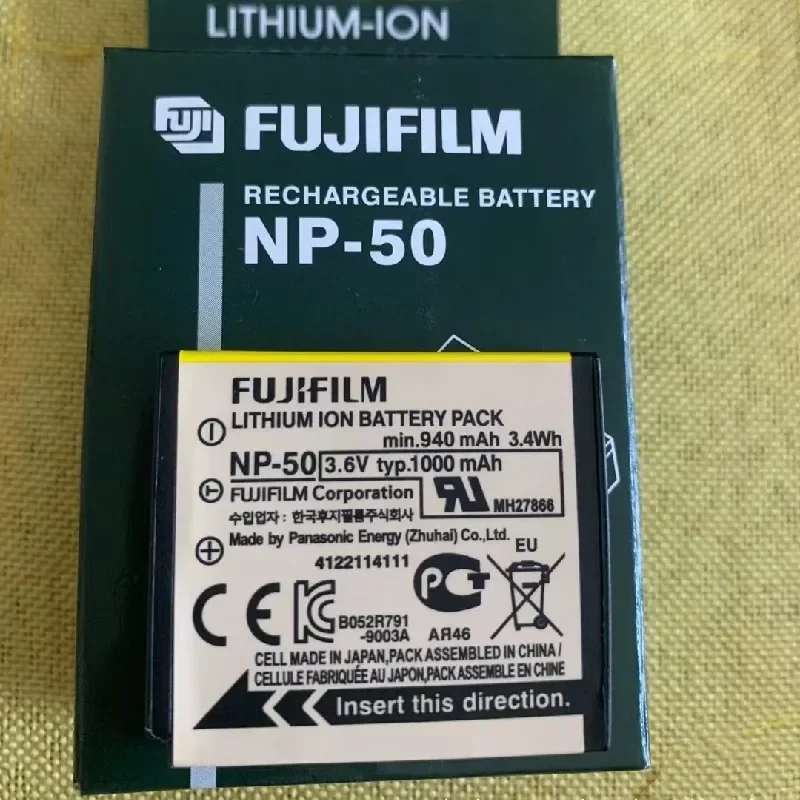 LITHIUM-ION
FUJI FUJIFILM
RECHARGEABLE BATTERY
NP-50
FUJIFILM
LITHIUM ION BATTERY PACK
min.940 mAh 3.4Wh
NP-50 3.6V typ.1000 mAh
FUJIFILM Corporation
MH27866
수입업자 : 한국후지필름주식회사
Made by Panasonic Energy (Zhuhai) Co.,Ltd.
4122114111
EU
B052R791
-9003A
АЯ46
CELL MADE IN JAPAN,PACK ASSEMBLED IN CHINA /
CELLULE FABRIQUÉE AU JAPON,PACK ASSEMBLÉE EN CHINE
Insert this direction.